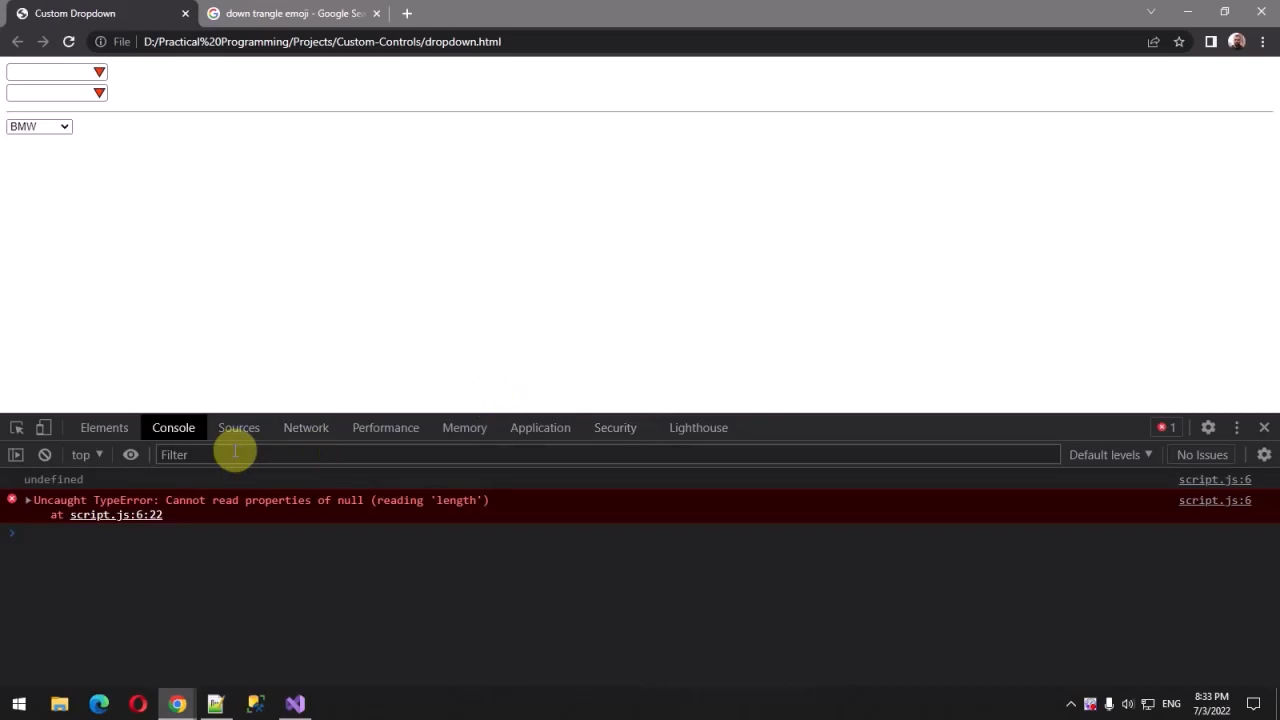 Custom Dropdown
down trangle emoji - Google Sea
File
D:/Practical%20Programming/Projects/Custom-Controls/dropdown.html
BMW
Elements
Console
Sources
Network
Performance
Memory
Application
Security
Lighthouse
1
top
Filter
Default levels
No Issues
undefined
script.js:6
Uncaught TypeError: Cannot read properties of null (reading 'length')
script.js:6
at script.js:6:22
ENG
8:33 PM
7/3/2022